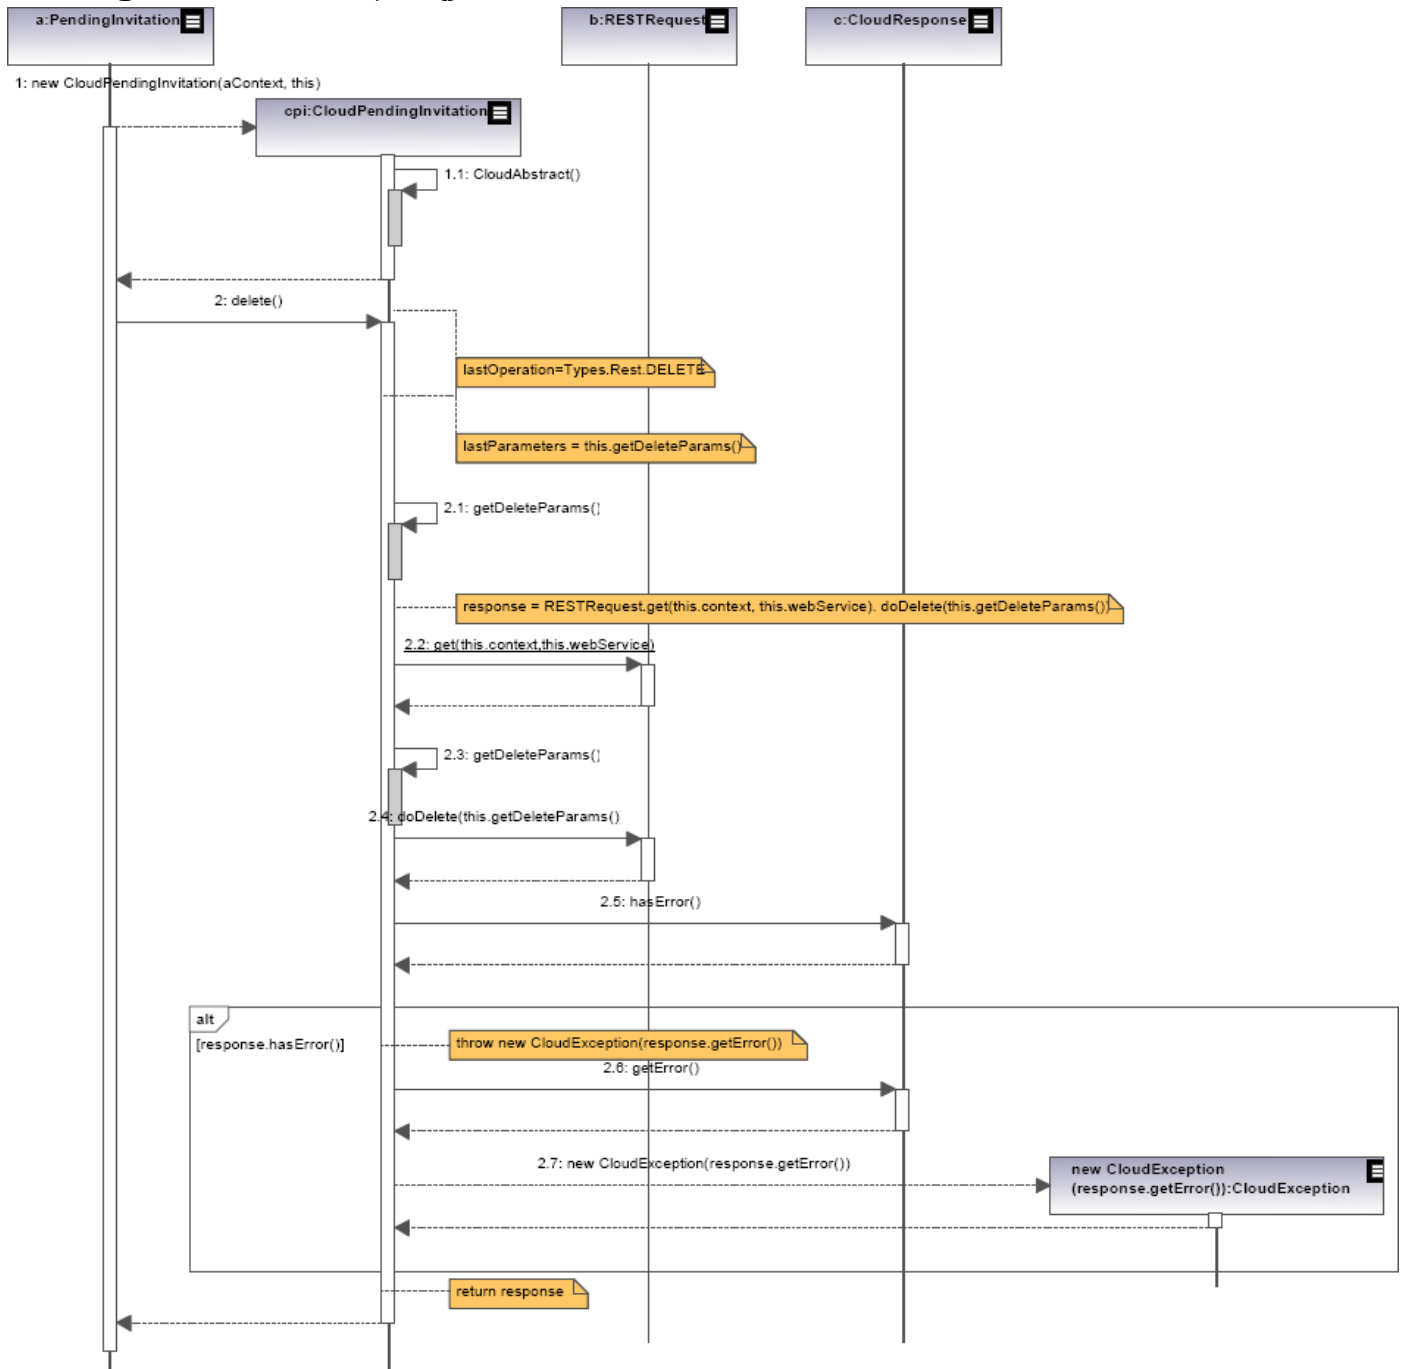 a:PendingInvitation
b:RESTRequest
c:CloudResponse
1: new CloudPendingInvitation(aContext, this)
cpi:CloudPendingInvitation
1.1: CloudAbstract()
2: delete()
lastOperation=Types.Rest.DELETE
lastParameters = this.getDeleteParams()
2.1: getDeleteParams()
response = RESTRequest.get(this.context, this.webService). doDelete(this.getDeleteParams())
2.2: get(this.context,this.webService)
2.3: getDeleteParams()
2.4: doDelete(this.getDeleteParams()
2.5: hasError()
alt
[response.hasError()]
throw new CloudException(response.getError())
2.6: getError()
2.7: new CloudException(response.getError())
new CloudException
(response.getError()):CloudException
return response